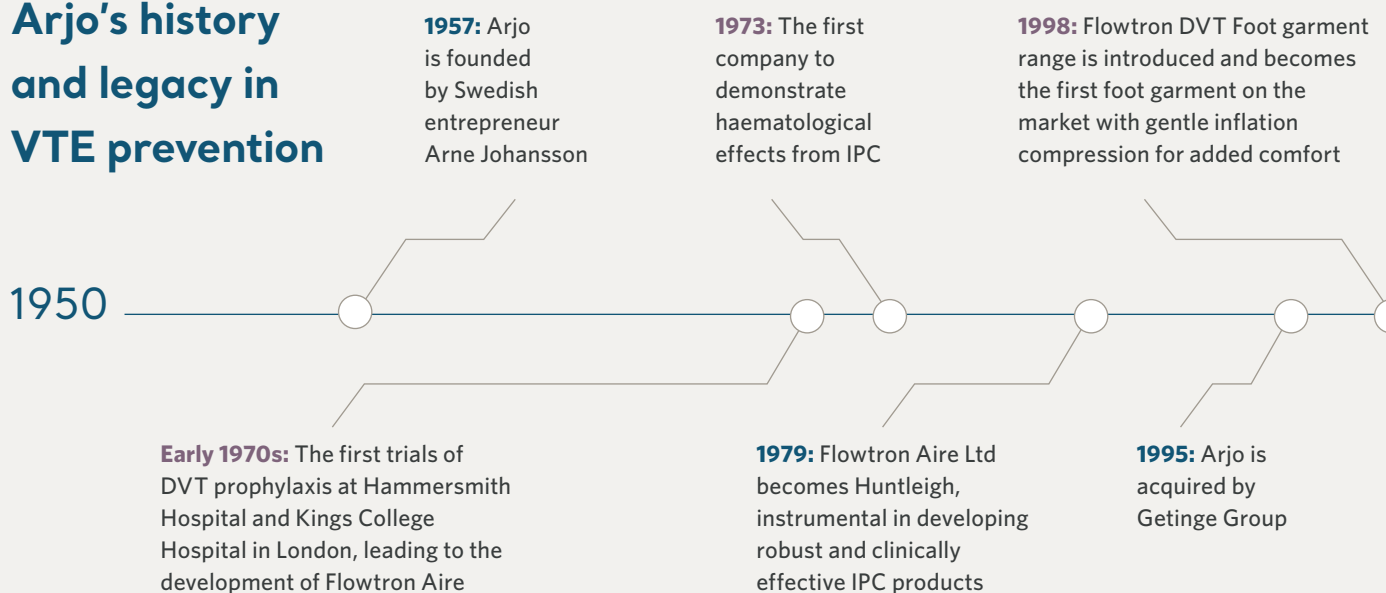 Arjo's history
and legacy in
VTE prevention
1957: Arjo
is founded
by Swedish
entrepreneur
Arne Johansson
1973: The first
company to
demonstrate
haematological
effects from IPC
1998: Flowtron DVT Foot garment
range is introduced and becomes
the first foot garment on the
market with gentle inflation
compression for added comfort
1950
Early 1970s: The first trials of
DVT prophylaxis at Hammersmith
Hospital and Kings College
Hospital in London, leading to the
development of Flowtron Aire
1979: Flowtron Aire Ltd
becomes Huntleigh,
instrumental in developing
robust and clinically
effective IPC products
1995: Arjo is
acquired by
Getinge Group